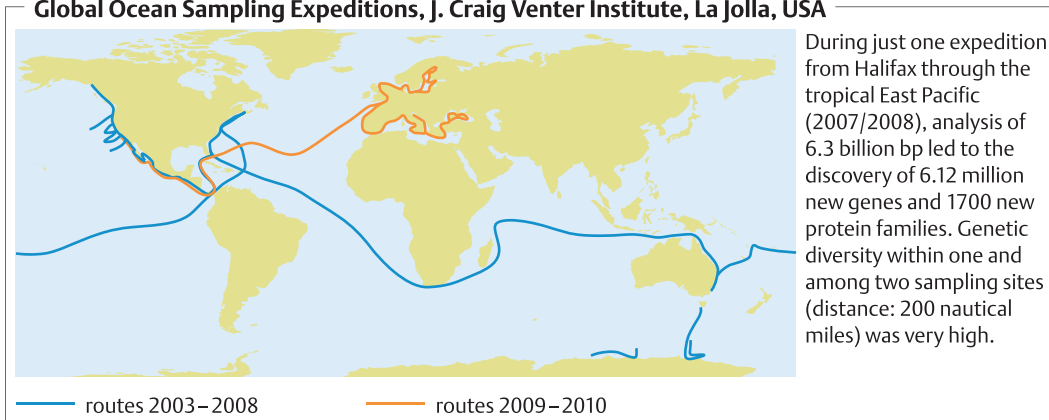 Global Ocean Sampling Expeditions, J. Craig Venter Institute, La Jolla, USA
During just one expedition
from Halifax through the
tropical East Pacific
(2007/2008), analysis of
6.3 billion bp led to the
discovery of 6.12 million
new genes and 1700 new
protein families. Genetic
diversity within one and
among two sampling sites
(distance: 200 nautical
miles) was very high.
routes 2003–2008
routes 2009–2010